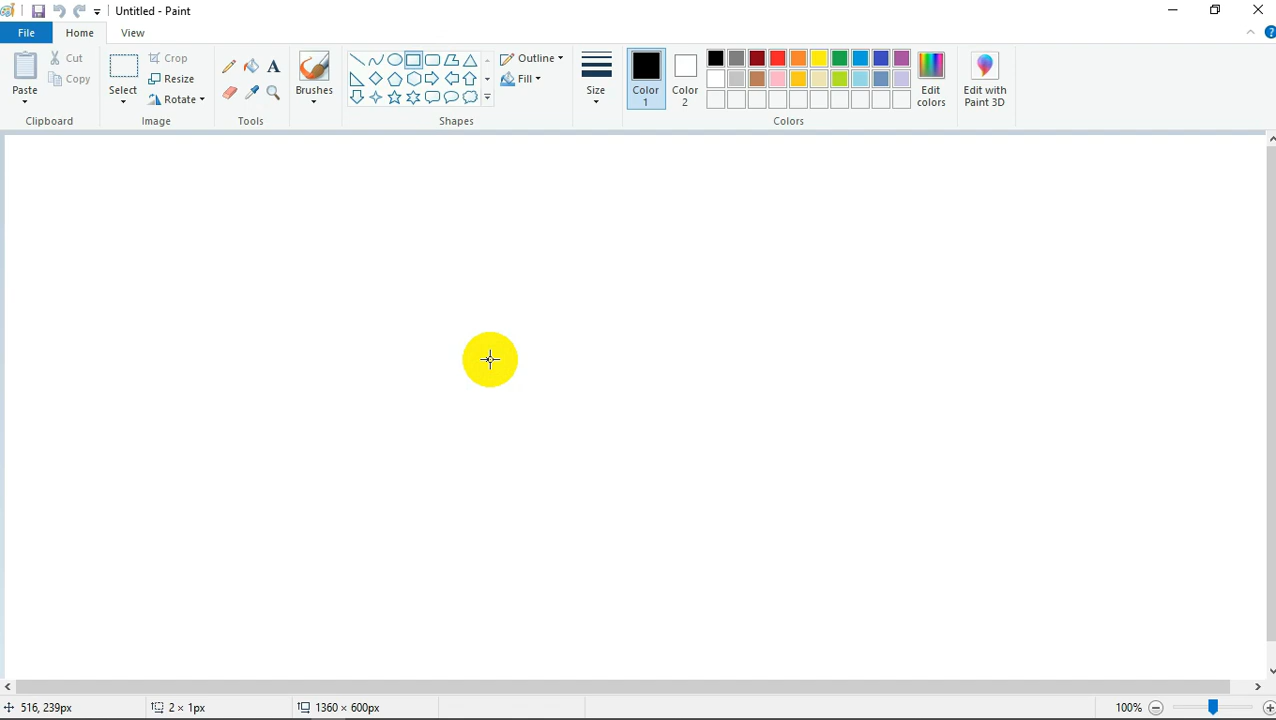 Untitled - Paint
File Home View
Paste
Cut
Copy
Clipboard
Select
Crop
Resize
Rotate
Image
A
Tools
Brushes
Outline
Fill
Shapes
Size
Color 1
Color 2
Edit colors
Colors
Edit with Paint 3D
516, 239px 2 × 1px 1360 × 600px 100%